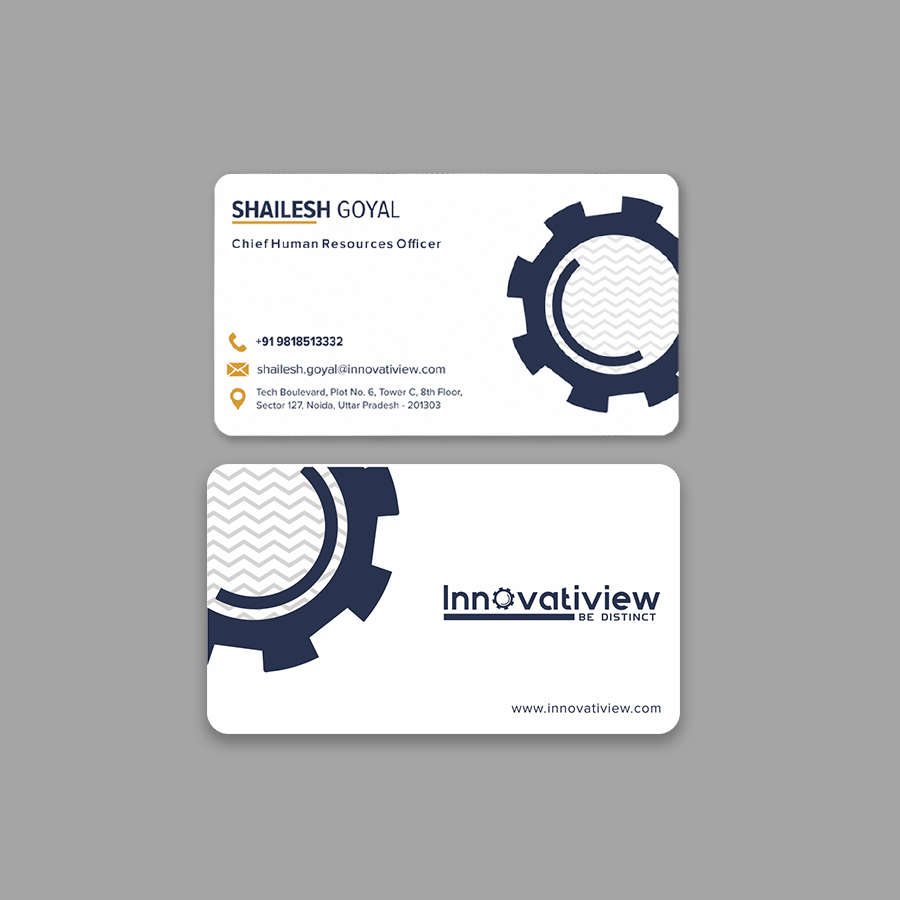 SHAILESH GOYAL
Chief Human Resources Officer
+91 9818513332
shailesh.goyal@innovatiview.com
Tech Boulevard, Plot No. 6, Tower C, 8th Floor,
Sector 127, Noida, Uttar Pradesh - 201303
Innovatiview
BE DISTINCT
www.innovatiview.com